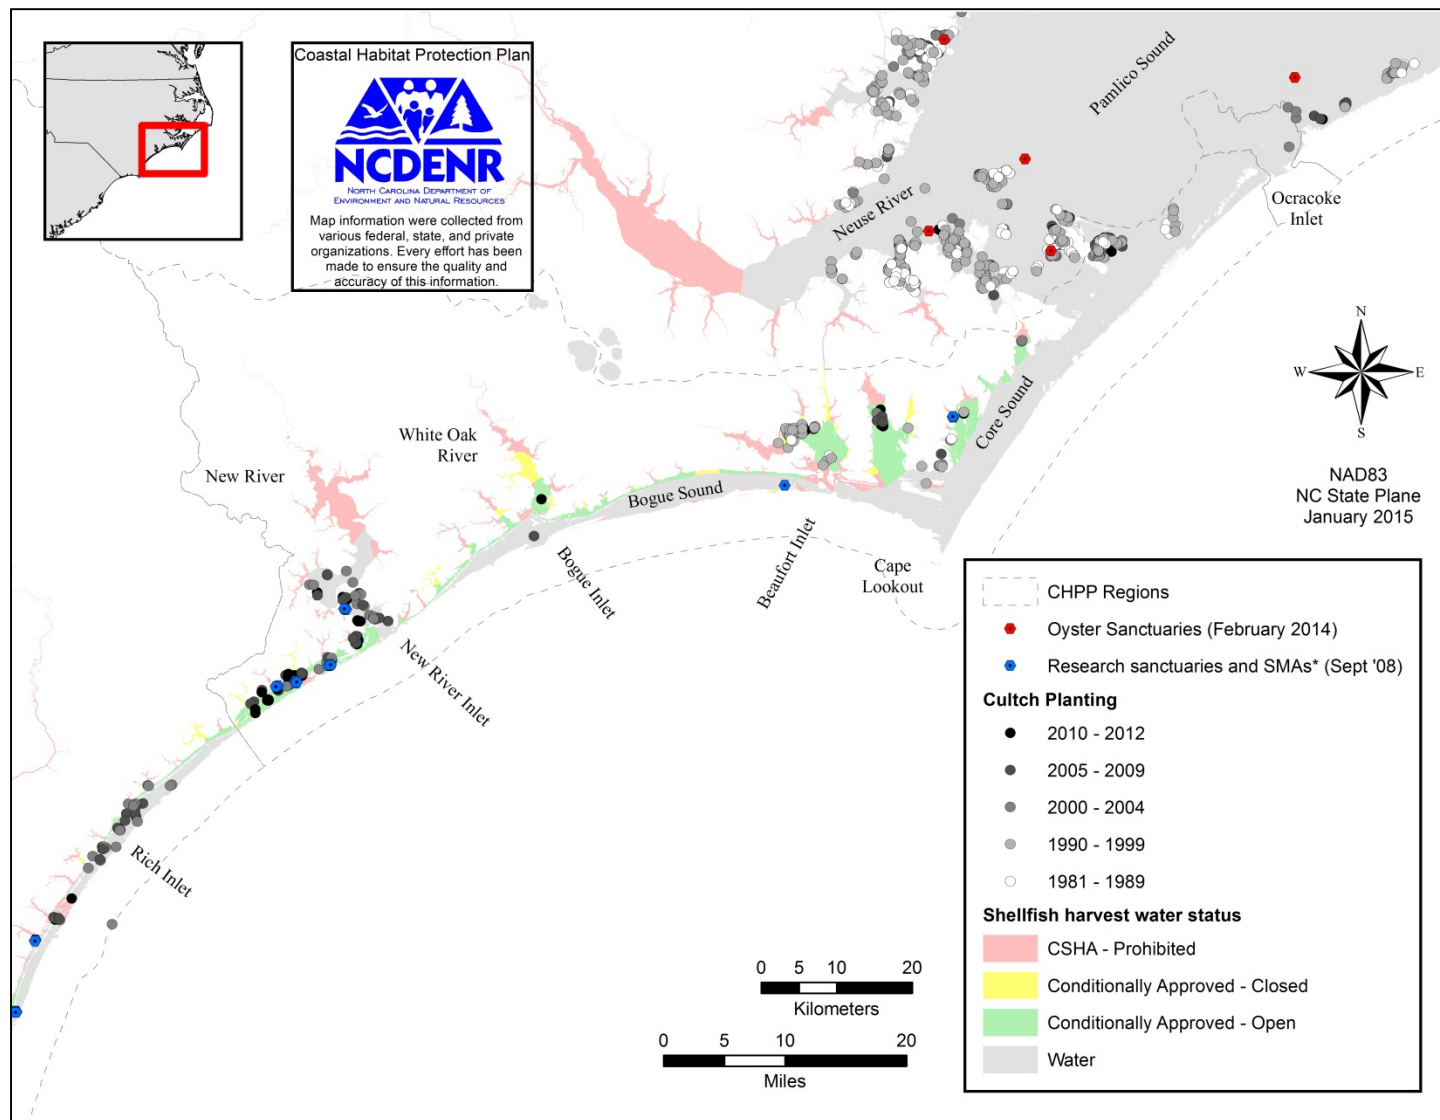 Coastal Habitat Protection Plan
NCDENR
NORTH CAROLINA DEPARTMENT OF
ENVIRONMENT AND NATURAL RESOURCES
Map information were collected from
various federal, state, and private
organizations. Every effort has been
made to ensure the quality and
accuracy of this information.
Pamlico Sound
Neuse River
Ocracoke
Inlet
Core Sound
White Oak
River
New River
Bogue Sound
Bogue Inlet
Beaufort Inlet
Cape
Lookout
New River Inlet
Rich Inlet
N
W
E
S
NAD83
NC State Plane
January 2015
CHPP Regions
Oyster Sanctuaries (February 2014)
Research sanctuaries and SMAs* (Sept '08)
Cultch Planting
2010 - 2012
2005 - 2009
2000 - 2004
1990 - 1999
1981 - 1989
Shellfish harvest water status
CSHA - Prohibited
Conditionally Approved - Closed
Conditionally Approved - Open
Water
0 5 10 20
Kilometers
0 5 10 20
Miles